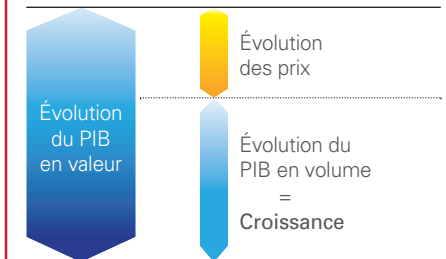 Évolution
du PIB
en valeur
Évolution
des prix
Évolution du
PIB en volume
=
Croissance